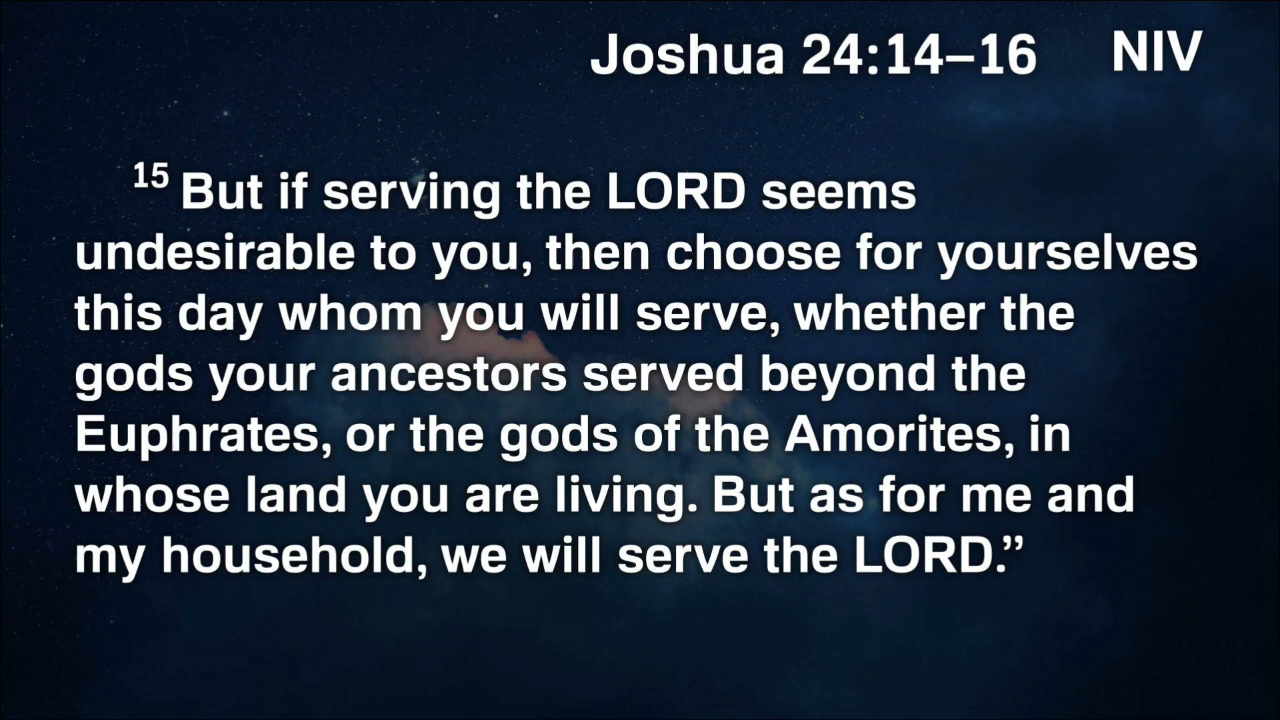 Joshua 24:14–16 NIV
15 But if serving the LORD seems
undesirable to you, then choose for yourselves
this day whom you will serve, whether the
gods your ancestors served beyond the
Euphrates, or the gods of the Amorites, in
whose land you are living. But as for me and
my household, we will serve the LORD.”